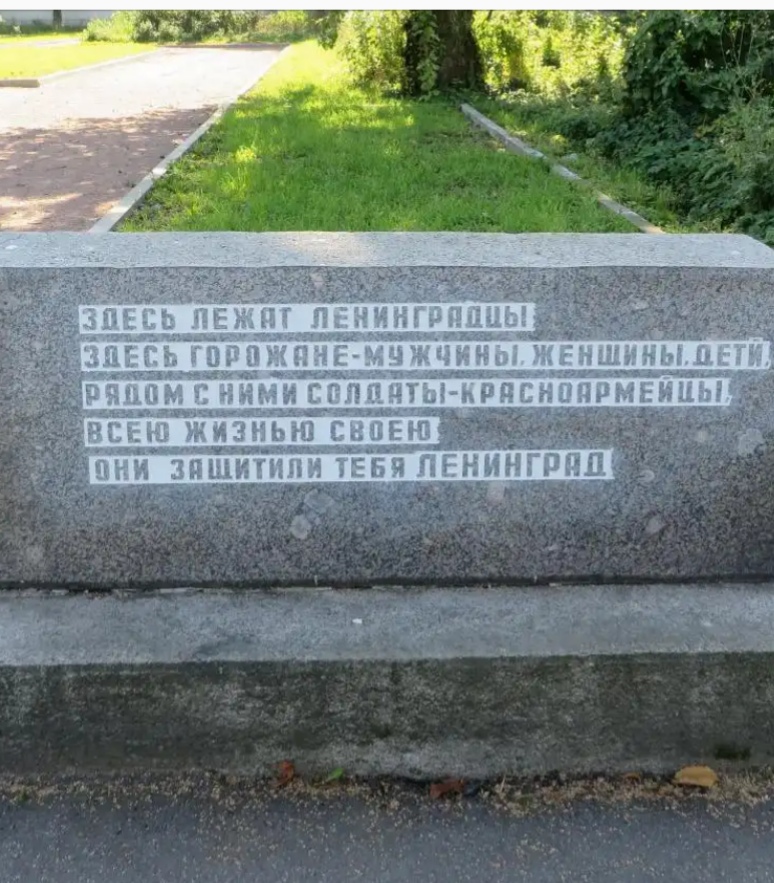 ЗДЕСЬ ЛЕЖАТ ЛЕНИНГРАДЦЫ
ЗДЕСЬ ГОРОЖАНЕ-МУЖЧИНЫ, ЖЕНЩИНЫ, ДЕТИ,
РЯДОМ С НИМИ СОЛДАТЫ-КРАСНОАРМЕЙЦЫ,
ВСЕЮ ЖИЗНЬЮ СВОЕЮ
ОНИ ЗАЩИТИЛИ ТЕБЯ ЛЕНИНГРАД